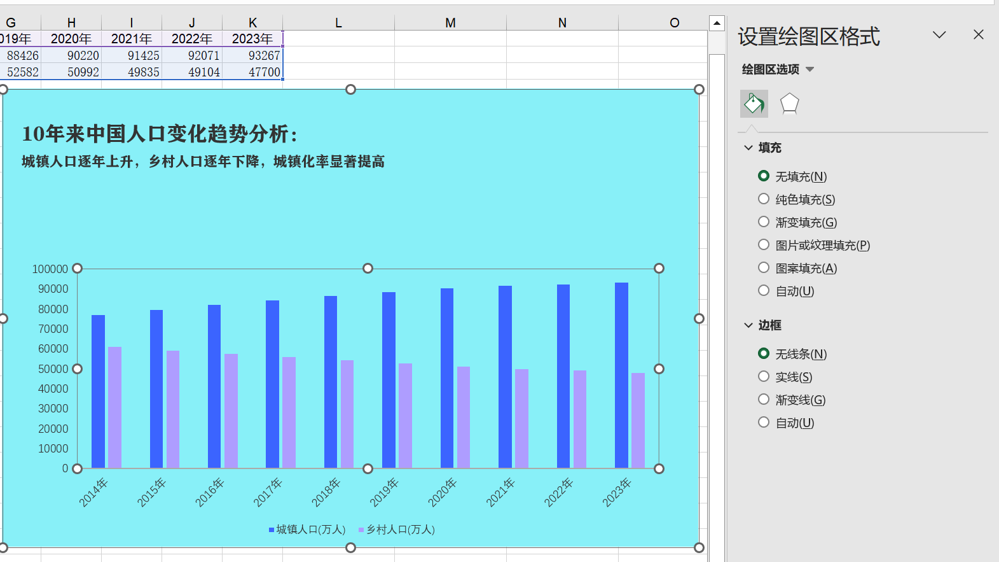 G H I J K L M N O
019年 2020年 2021年 2022年 2023年
88426 90220 91425 92071 93267
52582 50992 49835 49104 47700
10年来中国人口变化趋势分析：
城镇人口逐年上升，乡村人口逐年下降，城镇化率显著提高
100000
90000
80000
70000
60000
50000
40000
30000
20000
10000
0
2014年 2015年 2016年 2017年 2018年 2019年 2020年 2021年 2022年 2023年
城镇人口(万人) 乡村人口(万人)
设置绘图区格式
绘图区选项
填充
无填充(N)
纯色填充(S)
渐变填充(G)
图片或纹理填充(P)
图案填充(A)
自动(U)
边框
无线条(N)
实线(S)
渐变线(G)
自动(U)